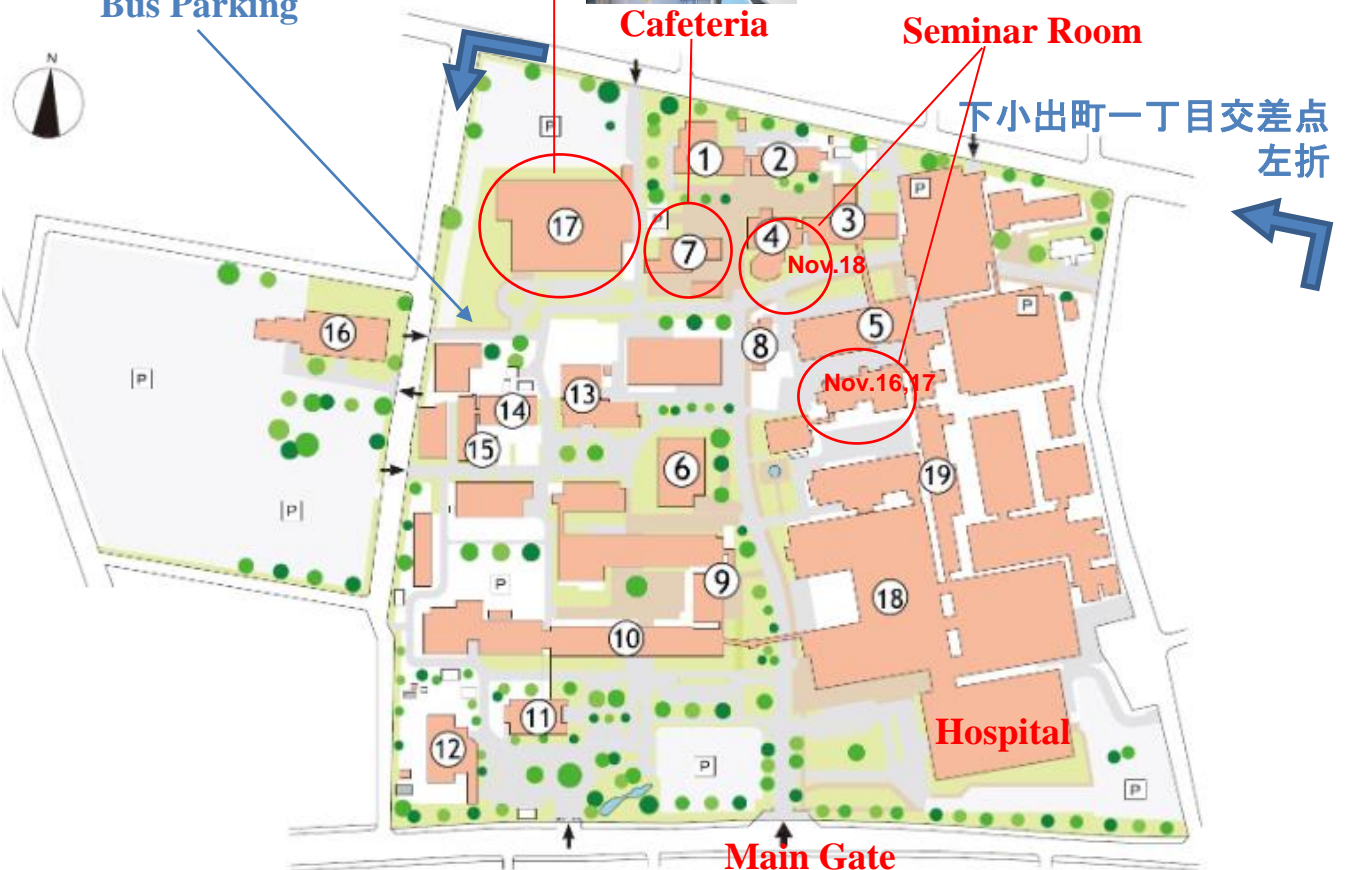 Bus Parking
Cafeteria
Seminar Room
N
下小出町一丁目交差点
左折
P
1
2
P
3
17
P
7
4
Nov.18
P
16
8
5
P
Nov.16,17
13
14
15
6
19
P
P
9
18
10
11
12
Hospital
P
P
Main Gate